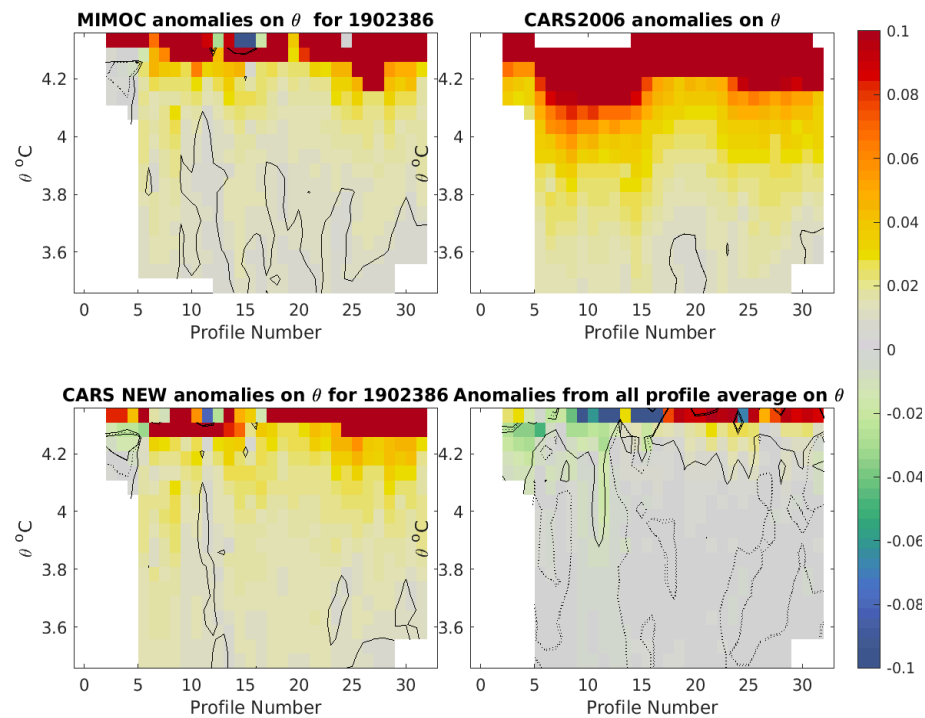 MIMOC anomalies on θ for 1902386
CARS2006 anomalies on θ
4.2
4
3.8
3.6
θ °C
0 5 10 15 20 25 30
Profile Number
4.2
4
3.8
3.6
θ °C
0 5 10 15 20 25 30
Profile Number
CARS NEW anomalies on θ for 1902386
Anomalies from all profile average on θ
4.2
4
3.8
3.6
θ °C
0 5 10 15 20 25 30
Profile Number
4.2
4
3.8
3.6
θ °C
0 5 10 15 20 25 30
Profile Number
0.1
0.08
0.06
0.04
0.02
0
-0.02
-0.04
-0.06
-0.08
-0.1